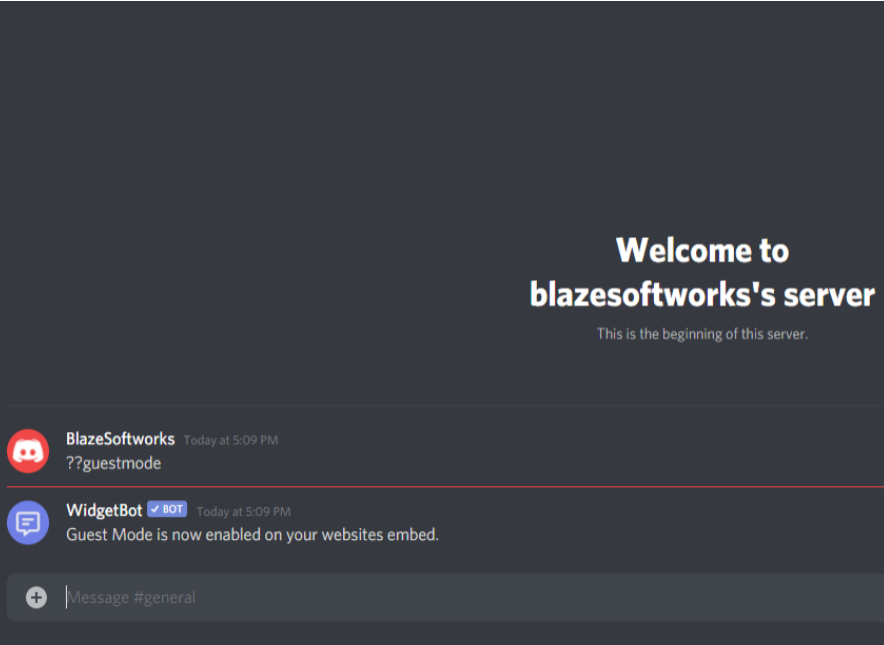 Welcome to
blazesoftworks's server
This is the beginning of this server.
BlazeSoftworks Today at 5:09 PM
??guestmode
WidgetBot ✔ BOT Today at 5:09 PM
Guest Mode is now enabled on your websites embed.
Message #general